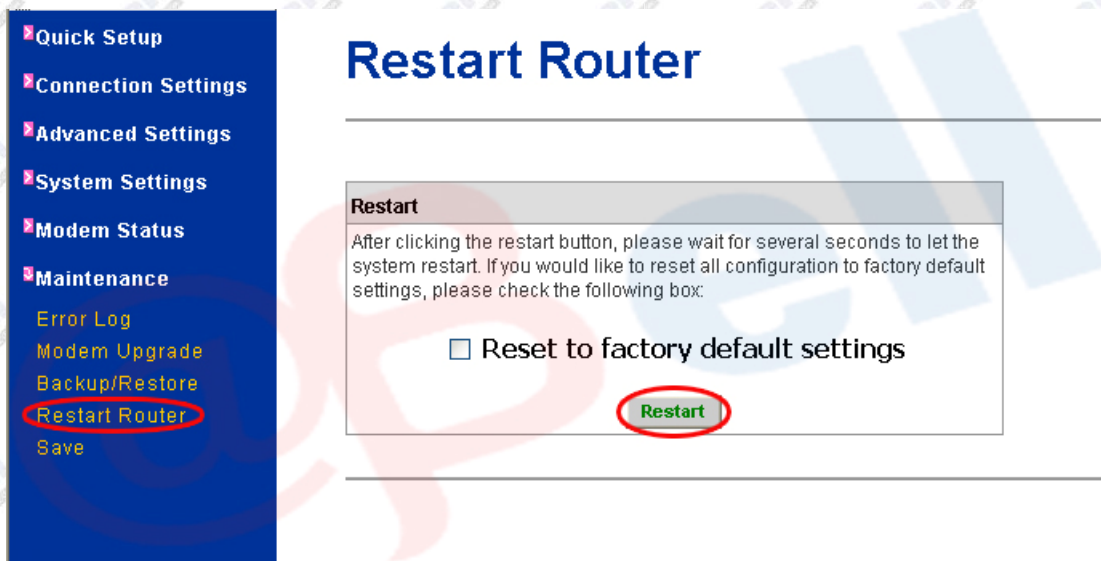 Quick Setup
Connection Settings
Advanced Settings
System Settings
Modem Status
Maintenance
Error Log
Modem Upgrade
Backup/Restore
Restart Router
Save
Restart Router
Restart
After clicking the restart button, please wait for several seconds to let the
system restart. If you would like to reset all configuration to factory default
settings, please check the following box:
Reset to factory default settings
Restart
@ell